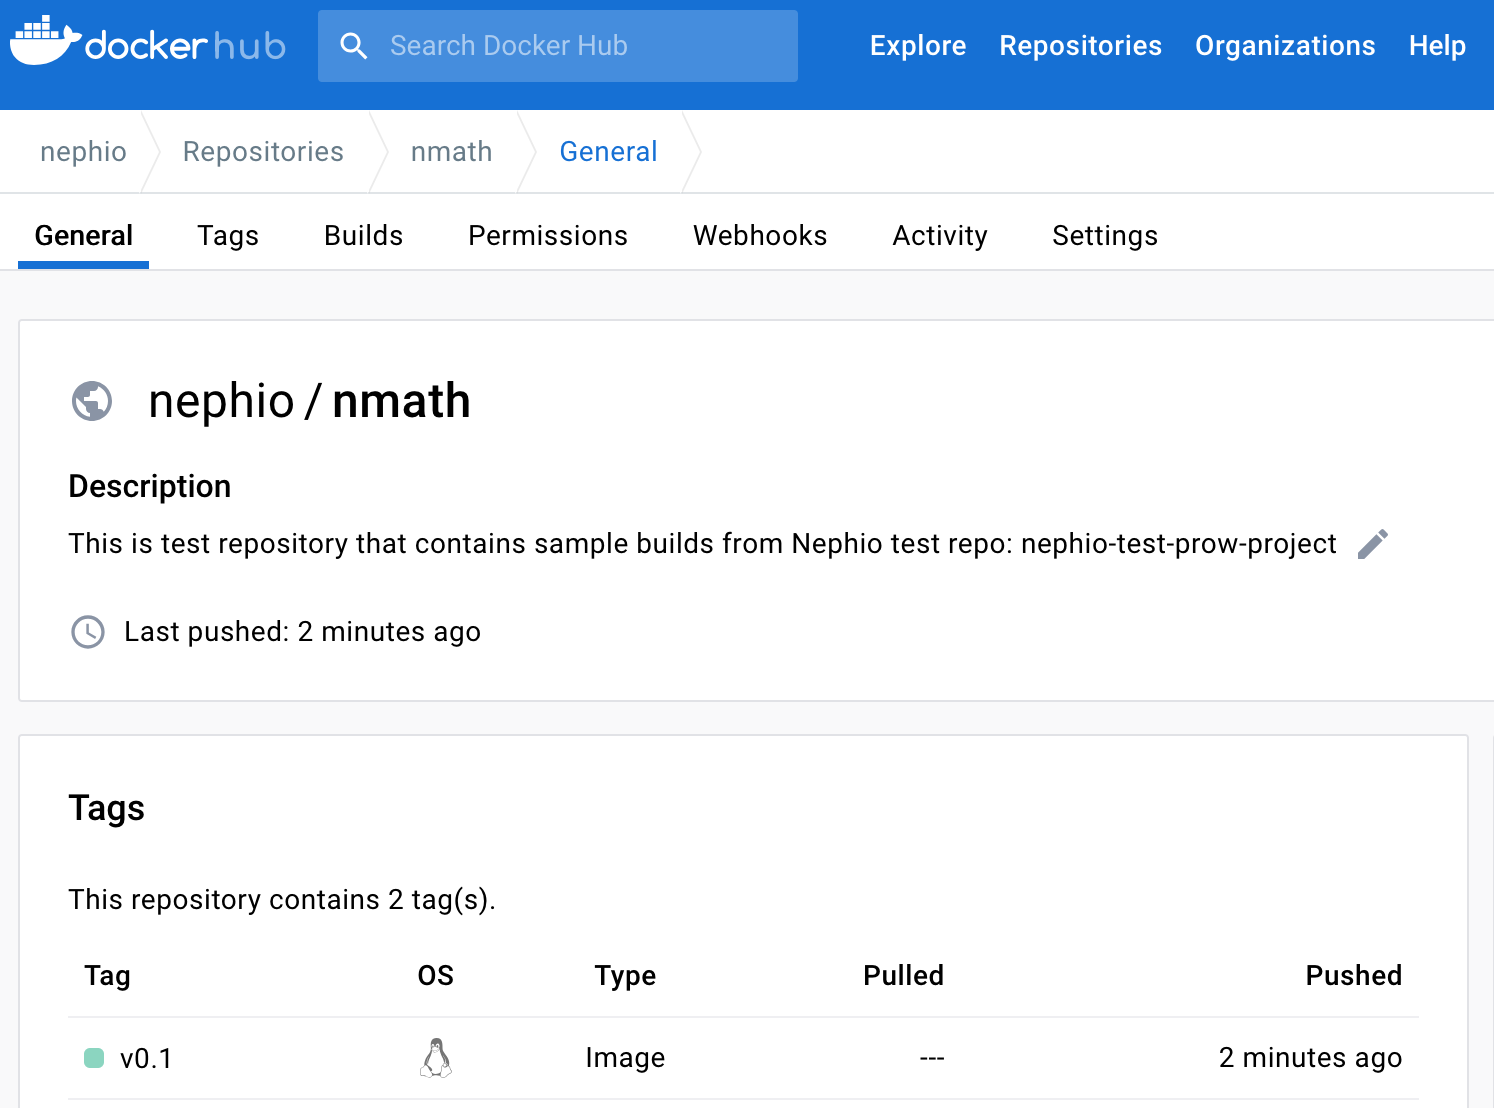 docker hub
Search Docker Hub
Explore Repositories Organizations Help
nephio Repositories nmath General
General Tags Builds Permissions Webhooks Activity Settings
nephio / nmath
Description
This is test repository that contains sample builds from Nephio test repo: nephio-test-prow-project
Last pushed: 2 minutes ago
Tags
This repository contains 2 tag(s).
Tag OS Type Pulled Pushed
v0.1 Image --- 2 minutes ago